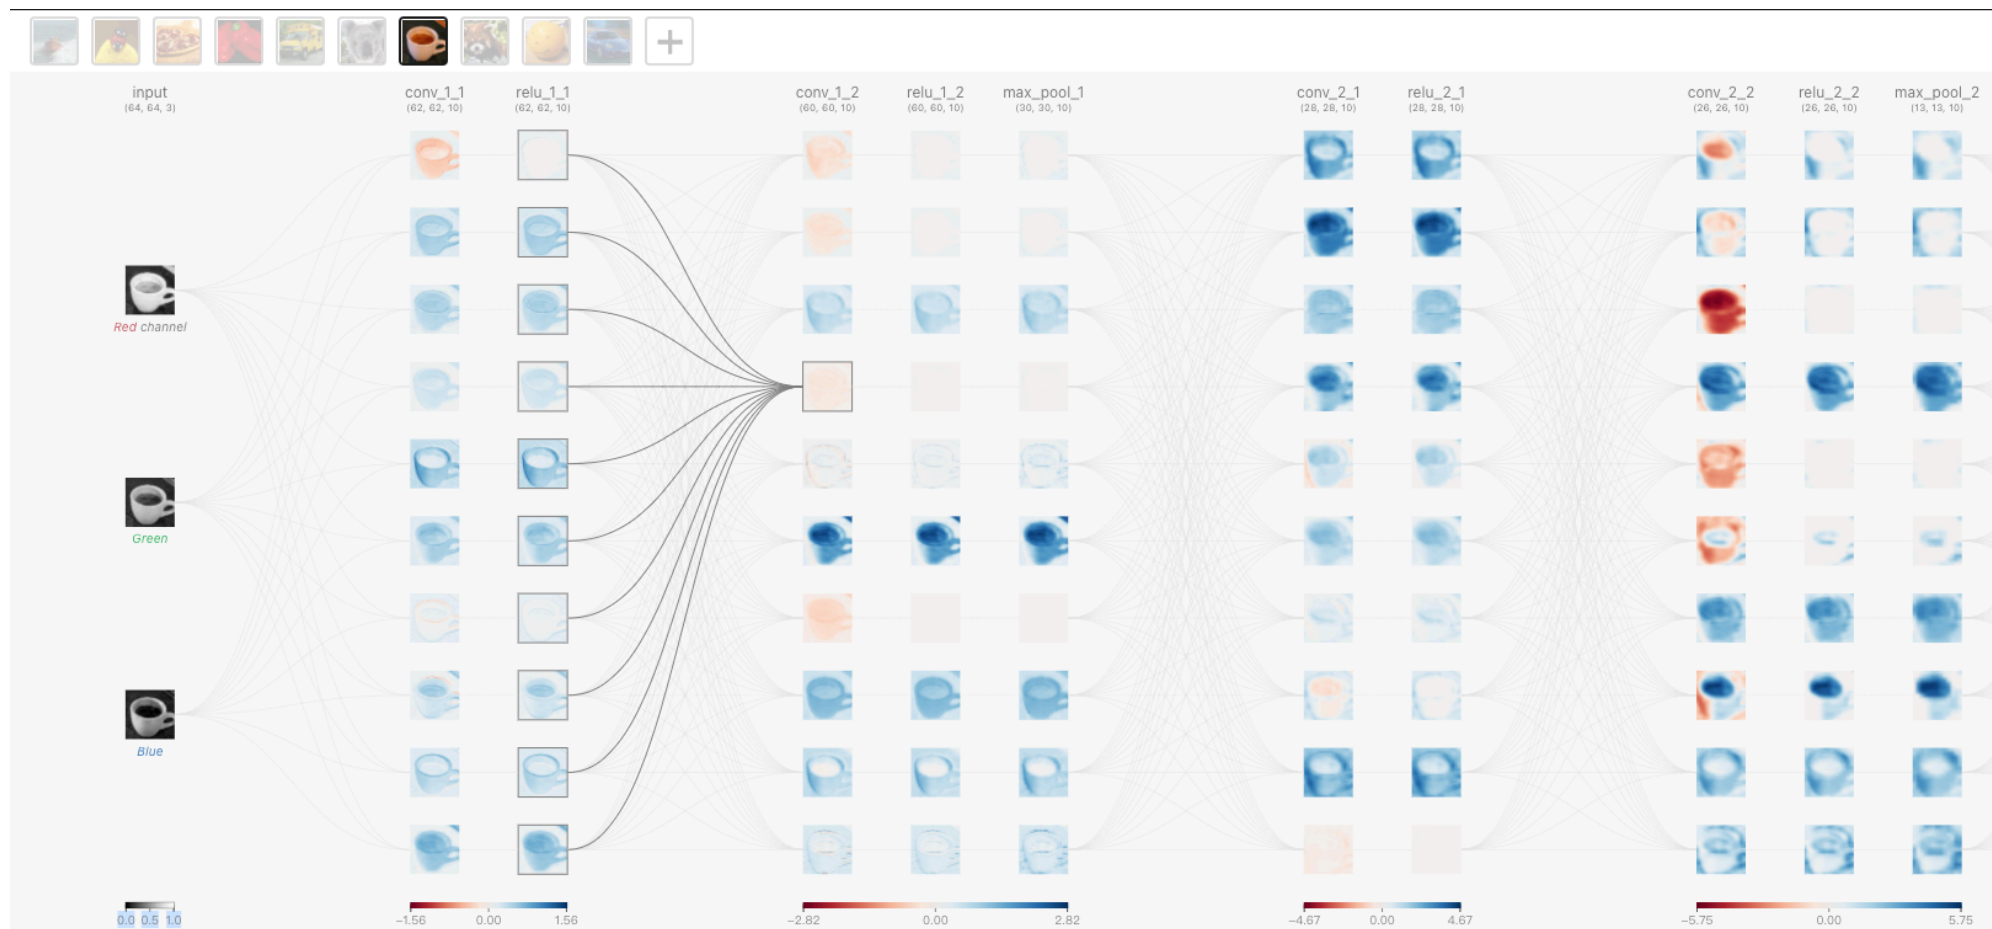 input
(64, 64, 3)
conv_1_1
(62, 62, 10)
relu_1_1
(62, 62, 10)
conv_1_2
(60, 60, 10)
relu_1_2
(60, 60, 10)
max_pool_1
(30, 30, 10)
conv_2_1
(28, 28, 10)
relu_2_1
(28, 28, 10)
conv_2_2
(26, 26, 10)
relu_2_2
(26, 26, 10)
max_pool_2
(13, 13, 10)
Red channel
Green
Blue
0.0 0.5 1.0
−1.56 0.00 1.56
−2.82 0.00 2.82
−4.67 0.00 4.67
−5.75 0.00 5.75